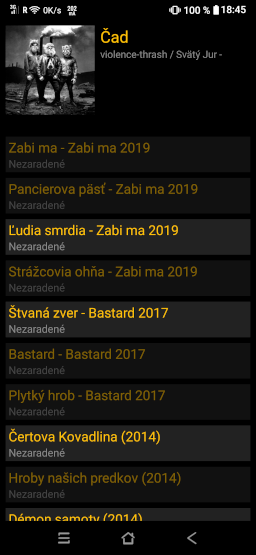 3G R 0K/s 202 mA 100 % 18:45
Čad
violence-thrash / Svätý Jur -
Zabi ma - Zabi ma 2019
Nezaradené
Pancierova päsť - Zabi ma 2019
Nezaradené
Ľudia smrdia - Zabi ma 2019
Nezaradené
Strážcovia ohňa - Zabi ma 2019
Nezaradené
Štvaná zver - Bastard 2017
Nezaradené
Bastard - Bastard 2017
Nezaradené
Plytký hrob - Bastard 2017
Nezaradené
Čertova Kovadlina (2014)
Nezaradené
Hroby našich predkov (2014)
Nezaradené
Démon samoty (2014)